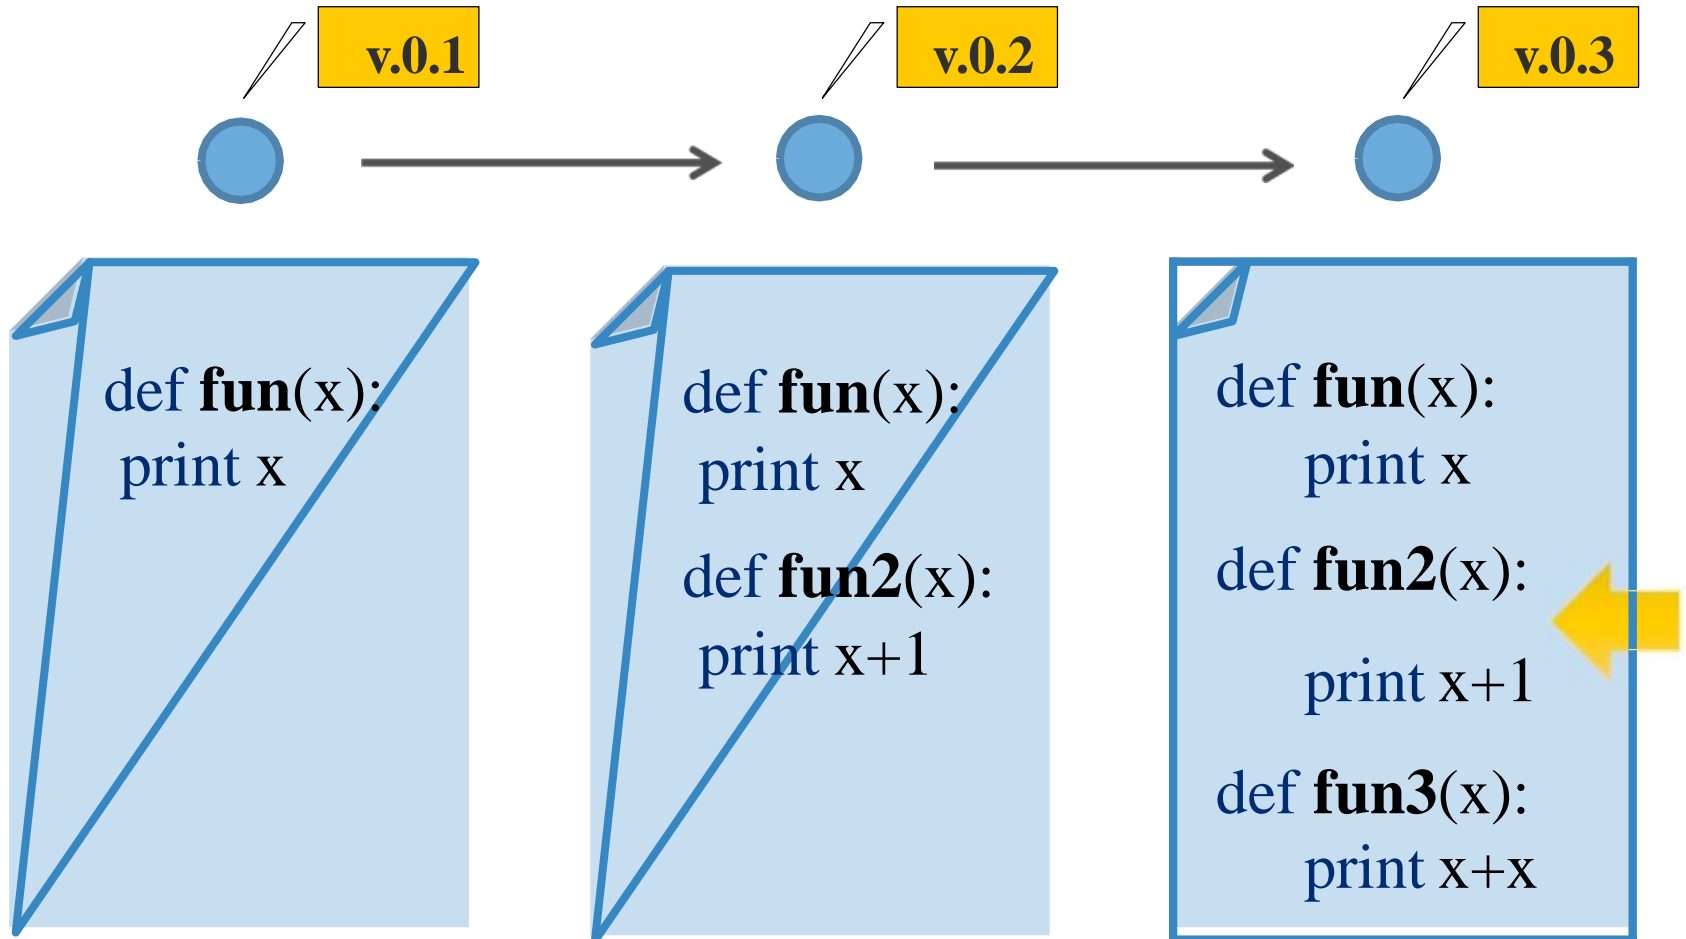 v.0.1
v.0.2
v.0.3
def fun(x):
print x
def fun(x):
print x
def fun2(x):
print x+1
def fun(x):
print x
def fun2(x):
print x+1
def fun3(x):
print x+x